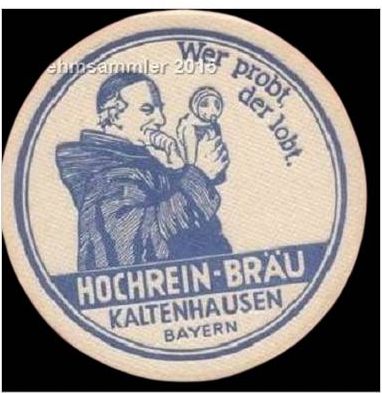 ehmsammler 2015
Wer probt,
der lobt.
HOCHREIN-BRÄU
KALTENHAUSEN
BAYERN